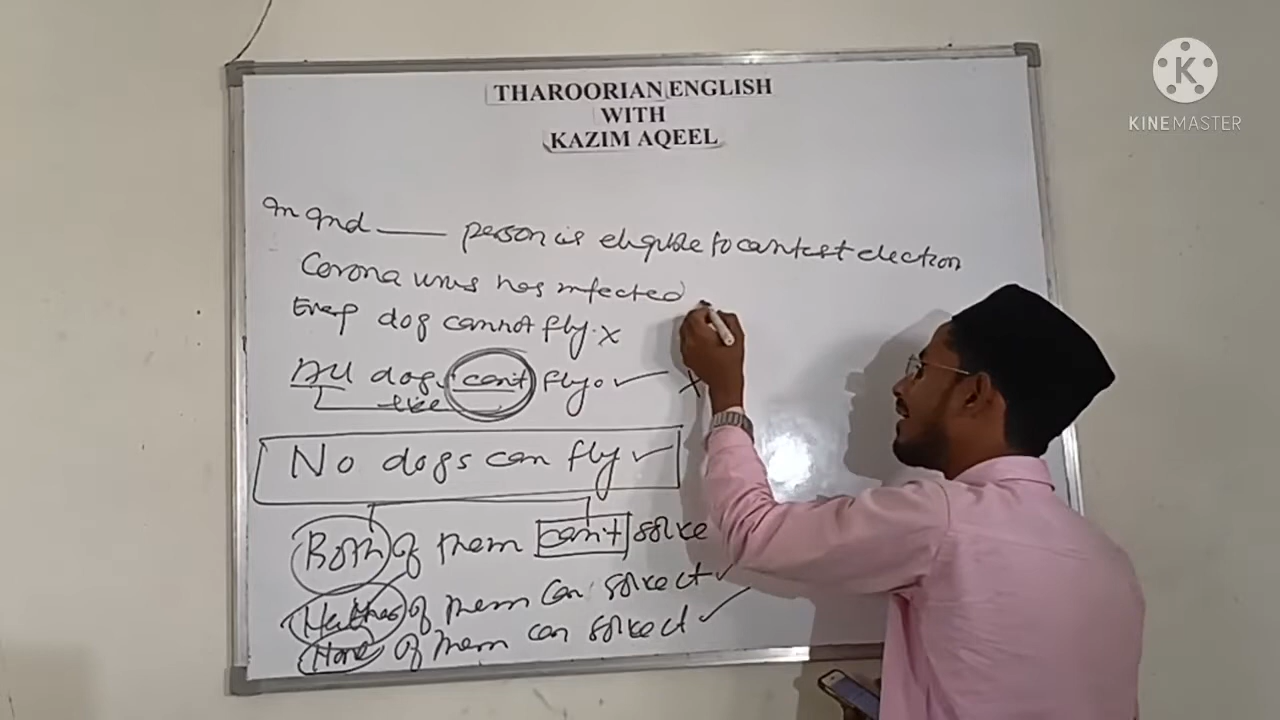 THAROORIAN ENGLISH
WITH
KAZIM AQEEL
KINEMASTER
In Ind ___ person is eligible to contest election
Corona virus has infected
Every dog cannot fly. x
All dogs can't fly ✓ x
No dogs can fly ✓
Both of them can't solve
of them can solve it ✓
None of them can solve it ✓